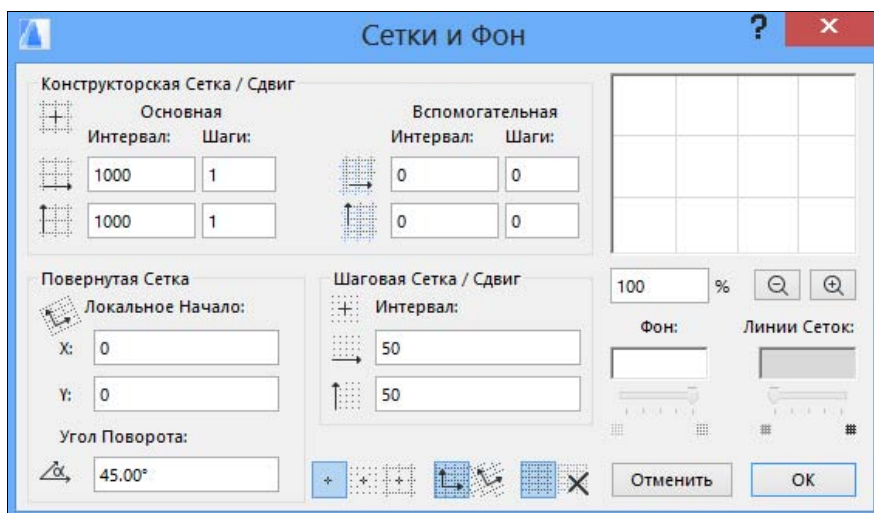 Сетки и Фон
?
Конструкторская Сетка / Сдвиг
Основная
Вспомогательная
Интервал: Шаги:
Интервал: Шаги:
1000 1
0 0
1000 1
0 0
Повернутая Сетка
Локальное Начало:
X: 0
Y: 0
Угол Поворота:
α 45.00°
Шаговая Сетка / Сдвиг
Интервал:
50
50
100 %
Фон: Линии Сеток:
Отменить ОК